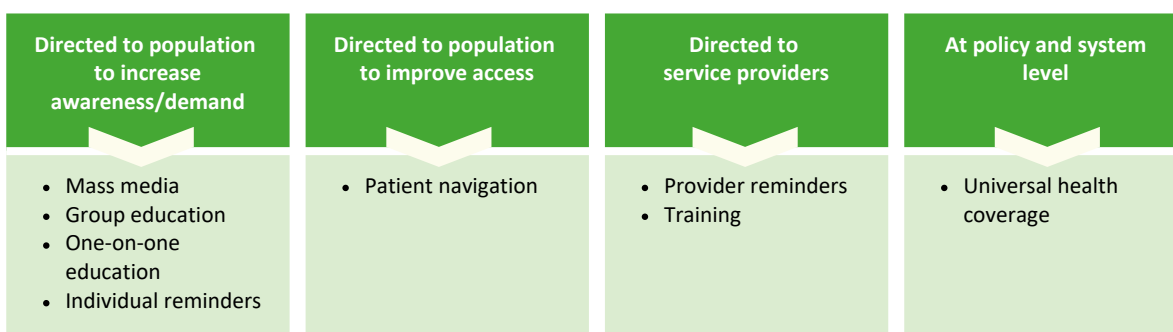 Directed to population
to increase
awareness/demand
• Mass media
• Group education
• One-on-one
education
• Individual reminders
Directed to population
to improve access
• Patient navigation
Directed to
service providers
• Provider reminders
• Training
At policy and system
level
• Universal health
coverage